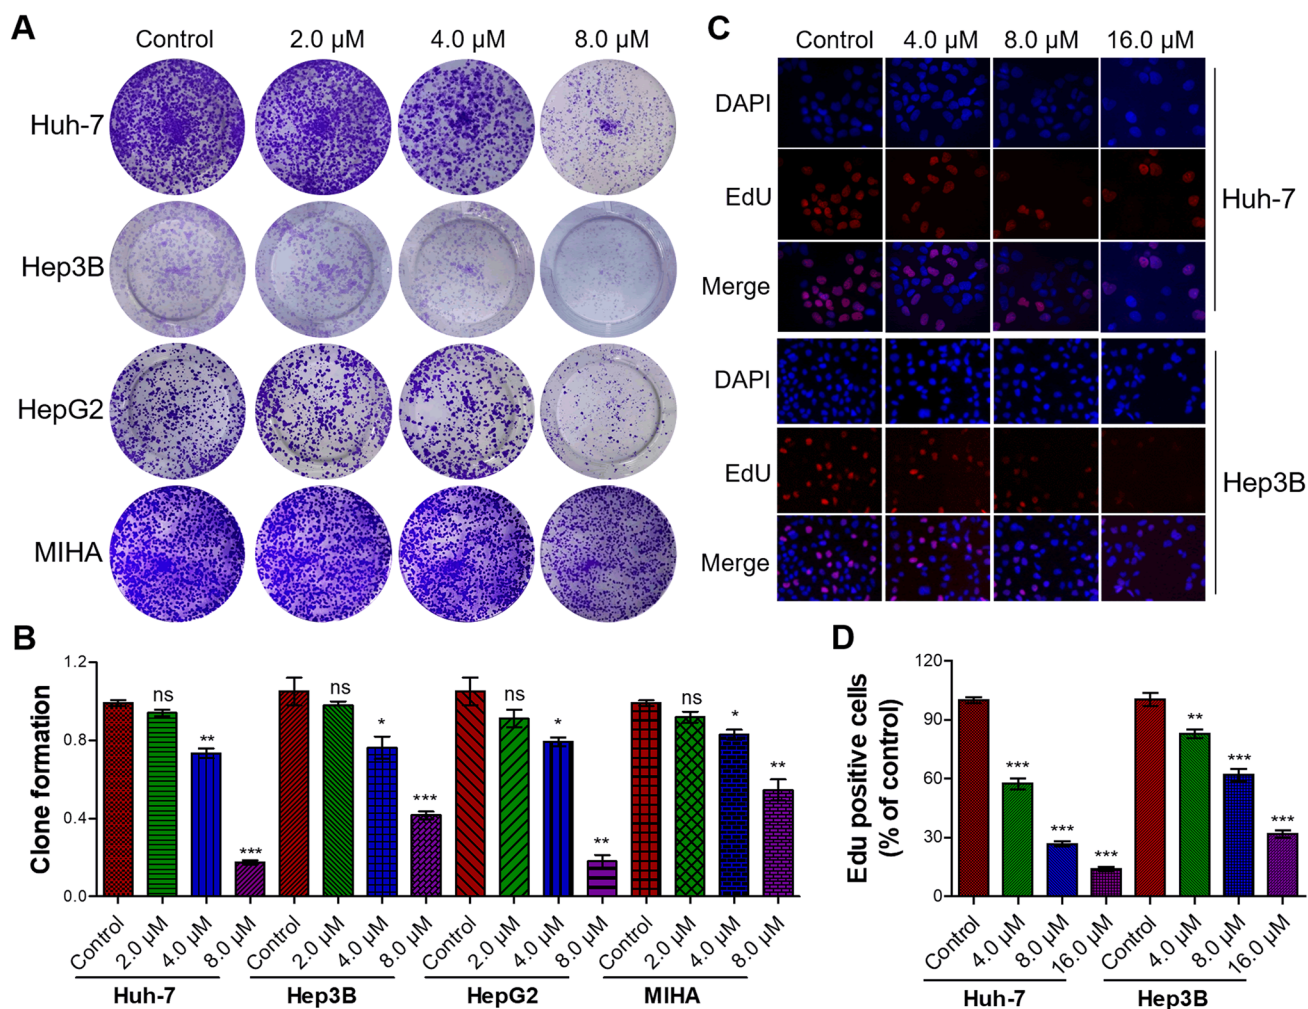 A
Control 2.0 µM 4.0 µM 8.0 µM
Huh-7
Hep3B
HepG2
MIHA
C
Control 4.0 µM 8.0 µM 16.0 µM
DAPI
EdU
Merge
Huh-7
DAPI
EdU
Merge
Hep3B
B
Clone formation
1.2
0.8
0.4
0.0
ns ** *** ns * *** ns * ** ns * **
Control 2.0 µM 4.0 µM 8.0 µM Control 2.0 µM 4.0 µM 8.0 µM Control 2.0 µM 4.0 µM 8.0 µM Control 2.0 µM 4.0 µM 8.0 µM
Huh-7 Hep3B HepG2 MIHA
D
Edu positive cells
(% of control)
120
90
60
30
0
*** *** *** ** *** ***
Control 4.0 µM 8.0 µM 16.0 µM Control 4.0 µM 8.0 µM 16.0 µM
Huh-7 Hep3B